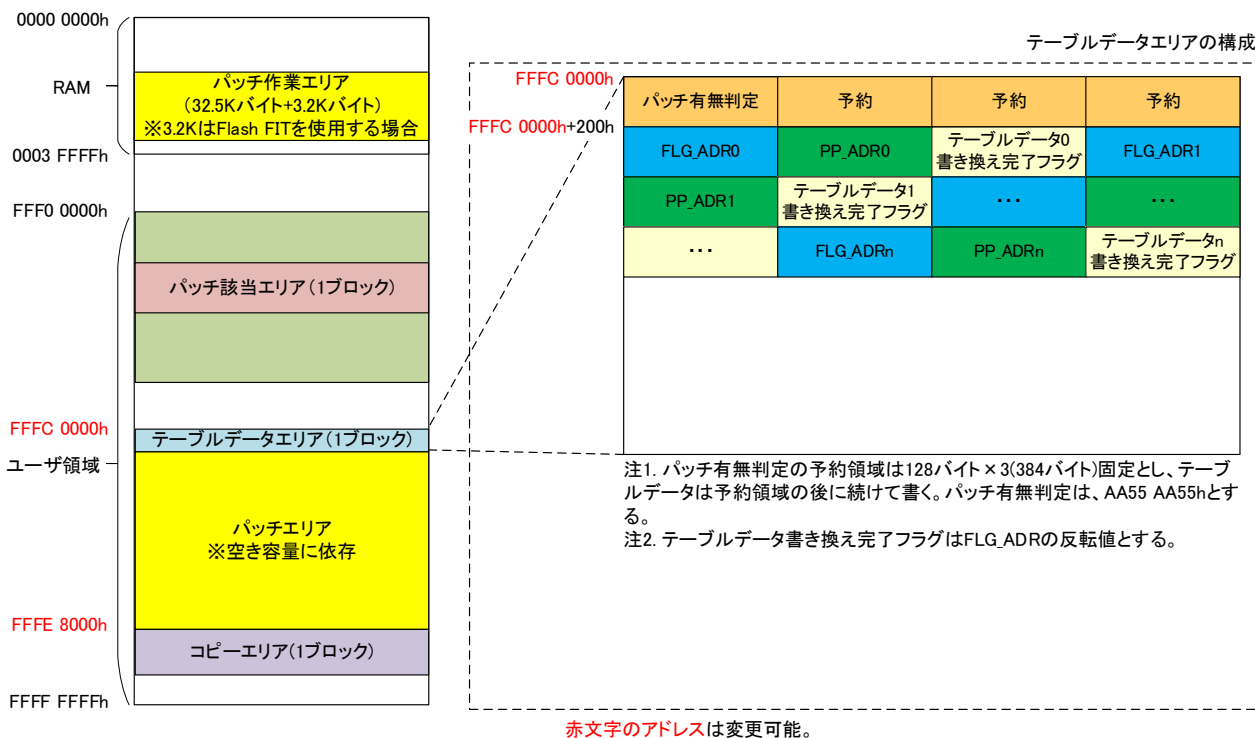 0000 0000h
RAM
パッチ作業エリア
(32.5Kバイト+3.2Kバイト)
※3.2KはFlash FITを使用する場合
0003 FFFFh
FFF0 0000h
パッチ該当エリア(1ブロック)
FFFC 0000h
テーブルデータエリア(1ブロック)
ユーザ領域
パッチエリア
※空き容量に依存
FFFE 8000h
コピーエリア(1ブロック)
FFFF FFFFh
テーブルデータエリアの構成
FFFC 0000h
パッチ有無判定
予約
予約
予約
FFFC 0000h+200h
FLG_ADR0
PP_ADR0
テーブルデータ0
書き換え完了フラグ
FLG_ADR1
PP_ADR1
テーブルデータ1
書き換え完了フラグ
・・・
・・・
・・・
FLG_ADRn
PP_ADRn
テーブルデータn
書き換え完了フラグ
注1. パッチ有無判定の予約領域は128バイト×3(384バイト)固定とし、テーブ
ルデータは予約領域の後に続けて書く。パッチ有無判定は、AA55 AA55hとす
る。
注2. テーブルデータ書き換え完了フラグはFLG_ADRの反転値とする。
赤文字のアドレスは変更可能。